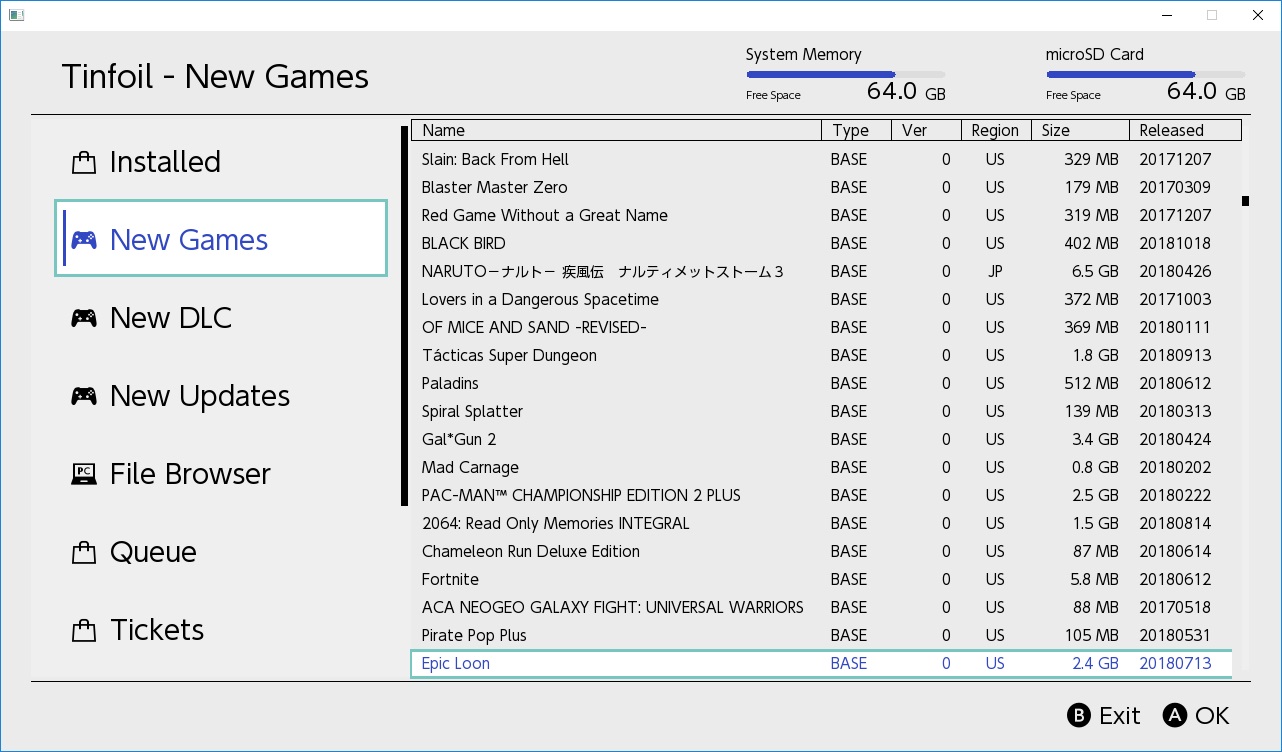 Tinfoil - New Games
System Memory
Free Space 64.0 GB
microSD Card
Free Space 64.0 GB
Installed
New Games
New DLC
New Updates
PC File Browser
Queue
Tickets
Name Type Ver Region Size Released
Slain: Back From Hell BASE 0 US 329 MB 20171207
Blaster Master Zero BASE 0 US 179 MB 20170309
Red Game Without a Great Name BASE 0 US 319 MB 20171207
BLACK BIRD BASE 0 US 402 MB 20181018
NARUTO－ナルト－ 疾風伝　ナルティメットストーム３ BASE 0 JP 6.5 GB 20180426
Lovers in a Dangerous Spacetime BASE 0 US 372 MB 20171003
OF MICE AND SAND -REVISED- BASE 0 US 369 MB 20180111
Tácticas Super Dungeon BASE 0 US 1.8 GB 20180913
Paladins BASE 0 US 512 MB 20180612
Spiral Splatter BASE 0 US 139 MB 20180313
Gal*Gun 2 BASE 0 US 3.4 GB 20180424
Mad Carnage BASE 0 US 0.8 GB 20180202
PAC-MAN™ CHAMPIONSHIP EDITION 2 PLUS BASE 0 US 2.5 GB 20180222
2064: Read Only Memories INTEGRAL BASE 0 US 1.5 GB 20180814
Chameleon Run Deluxe Edition BASE 0 US 87 MB 20180614
Fortnite BASE 0 US 5.8 MB 20180612
ACA NEOGEO GALAXY FIGHT: UNIVERSAL WARRIORS BASE 0 US 88 MB 20170518
Pirate Pop Plus BASE 0 US 105 MB 20180531
Epic Loon BASE 0 US 2.4 GB 20180713
B Exit A OK